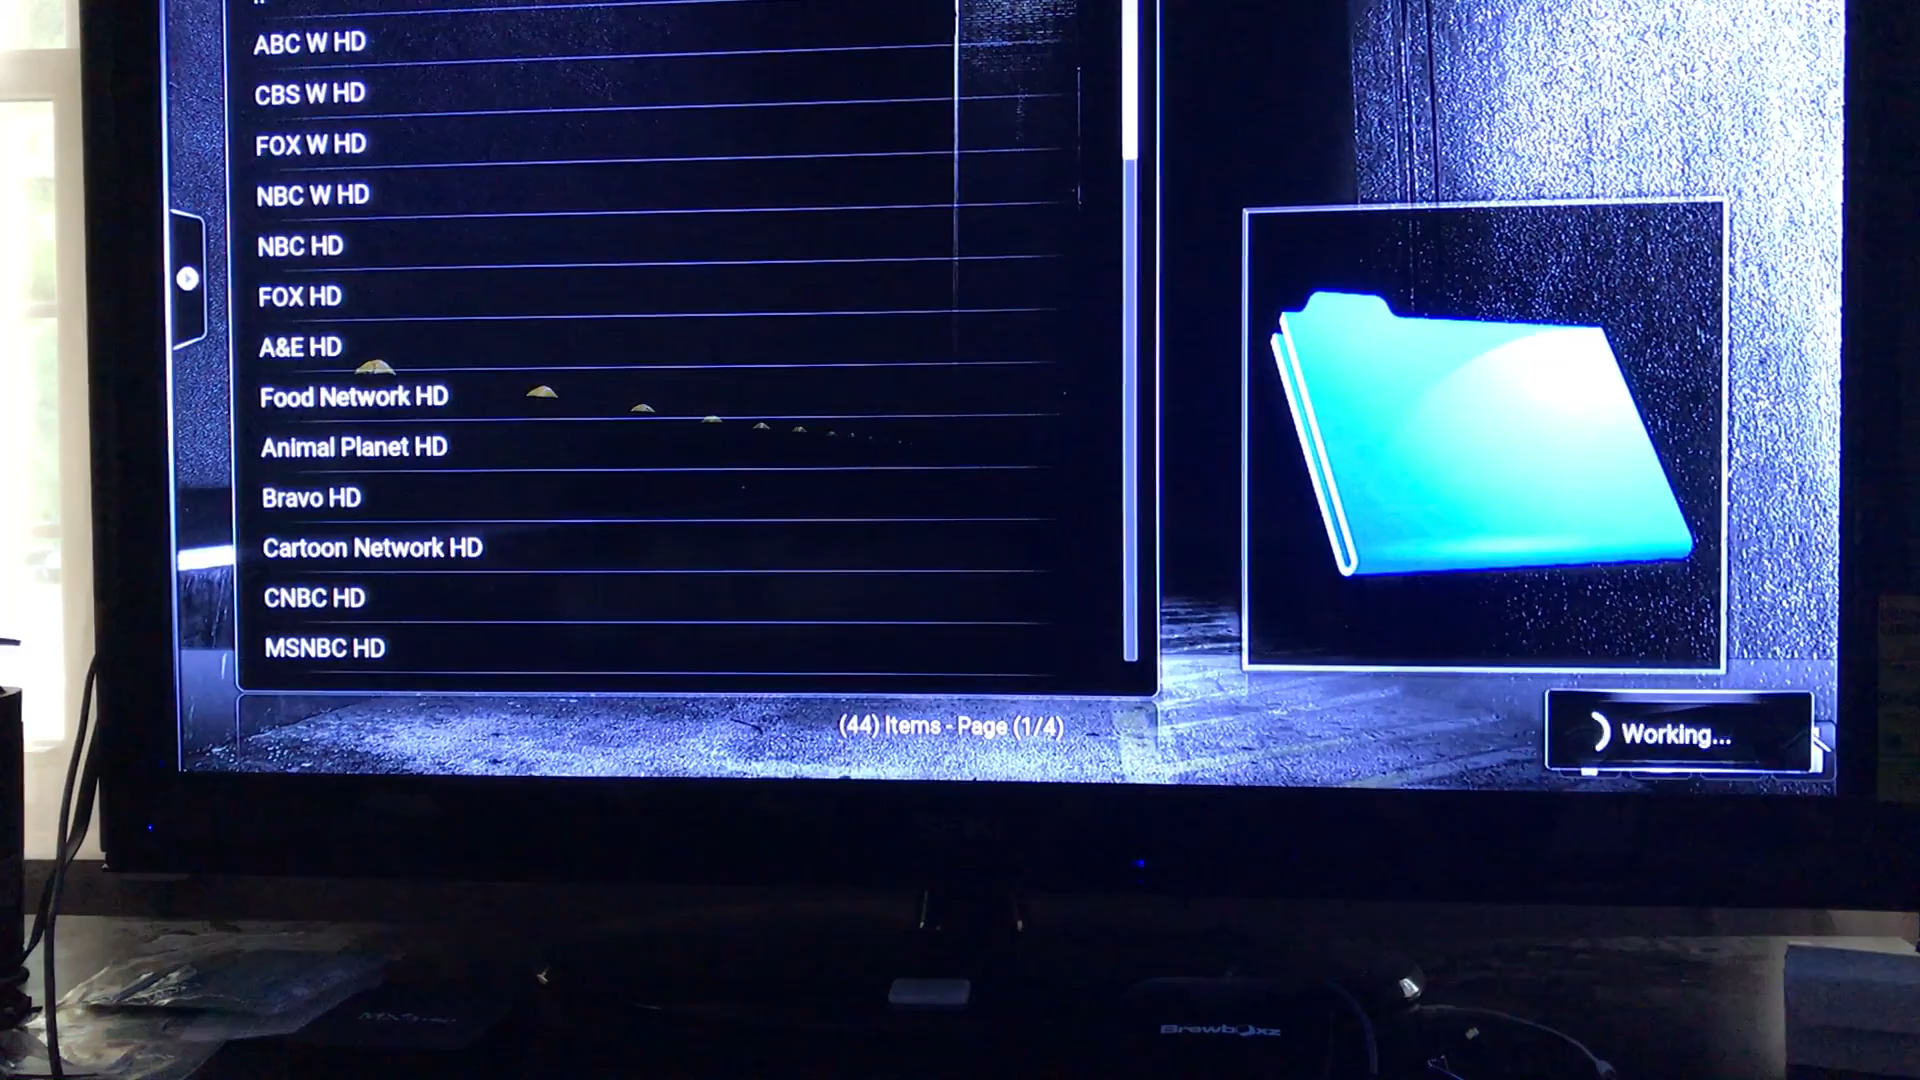 ABC W HD
CBS W HD
FOX W HD
NBC W HD
NBC HD
FOX HD
A&E HD
Food Network HD
Animal Planet HD
Bravo HD
Cartoon Network HD
CNBC HD
MSNBC HD
(44) Items - Page (1/4)
Working...
Brewboxz